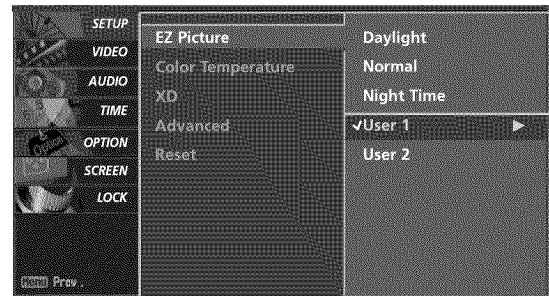 SETUP
VIDEO
AUDIO
TIME
OPTION
SCREEN
LOCK
Menu Prev.
EZ Picture
Color Temperature
XD
Advanced
Reset
Daylight
Normal
Night Time
✓User 1 ▶
User 2